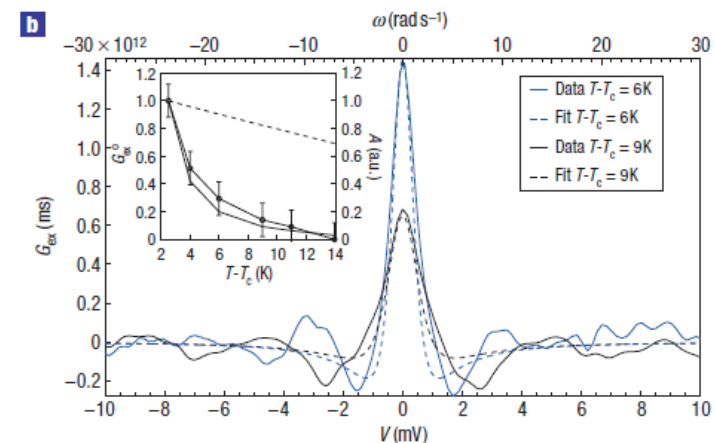 b
ω(rad s⁻¹)
−30 × 10¹² −20 −10 0 10 20 30
1.4
1.2
1.0
0.8
0.6
0.4
0.2
0
−0.2
G_ex (ms)
1.2
1.0
0.8
0.6
0.4
0.2
0
G_ex^o
1.2
1.0
0.8
0.6
0.4
0.2
0
A (a.u.)
2 4 6 8 10 12 14
T-T_c (K)
Data T-T_c = 6K
Fit T-T_c = 6K
Data T-T_c = 9K
Fit T-T_c = 9K
−10 −8 −6 −4 −2 0 2 4 6 8 10
V (mV)